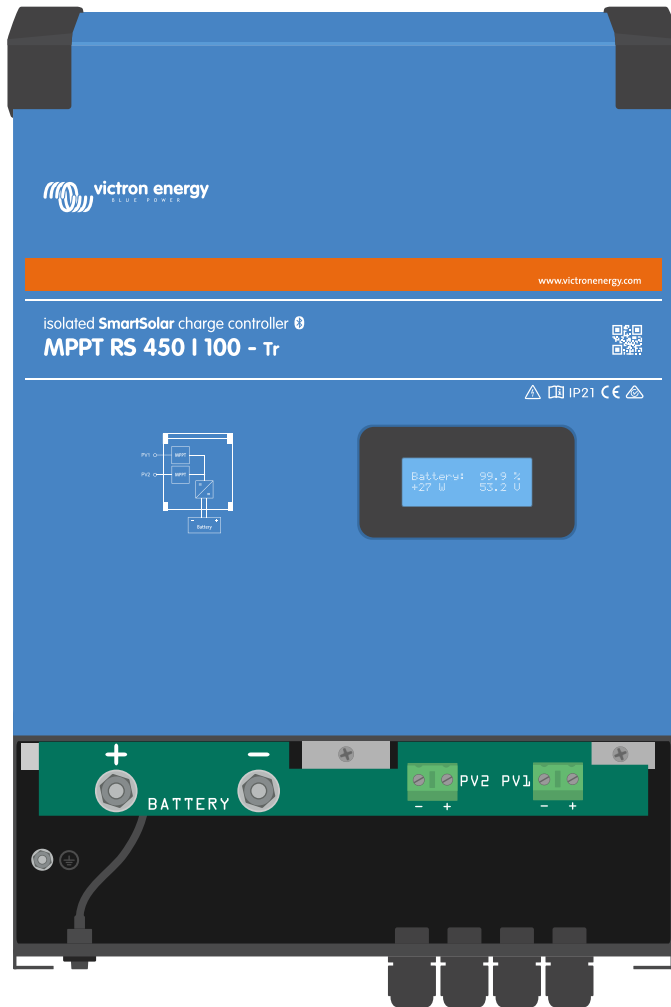 victron energy
BLUE POWER
www.victronenergy.com
isolated SmartSolar charge controller
MPPT RS 450 | 100 - Tr
IP21 CE
PV1 MPPT
PV2 MPPT
- +
Battery
Battery: 99.9 %
+27 W 53.2 V
+ -
BATTERY
PV2 PV1
- + - +